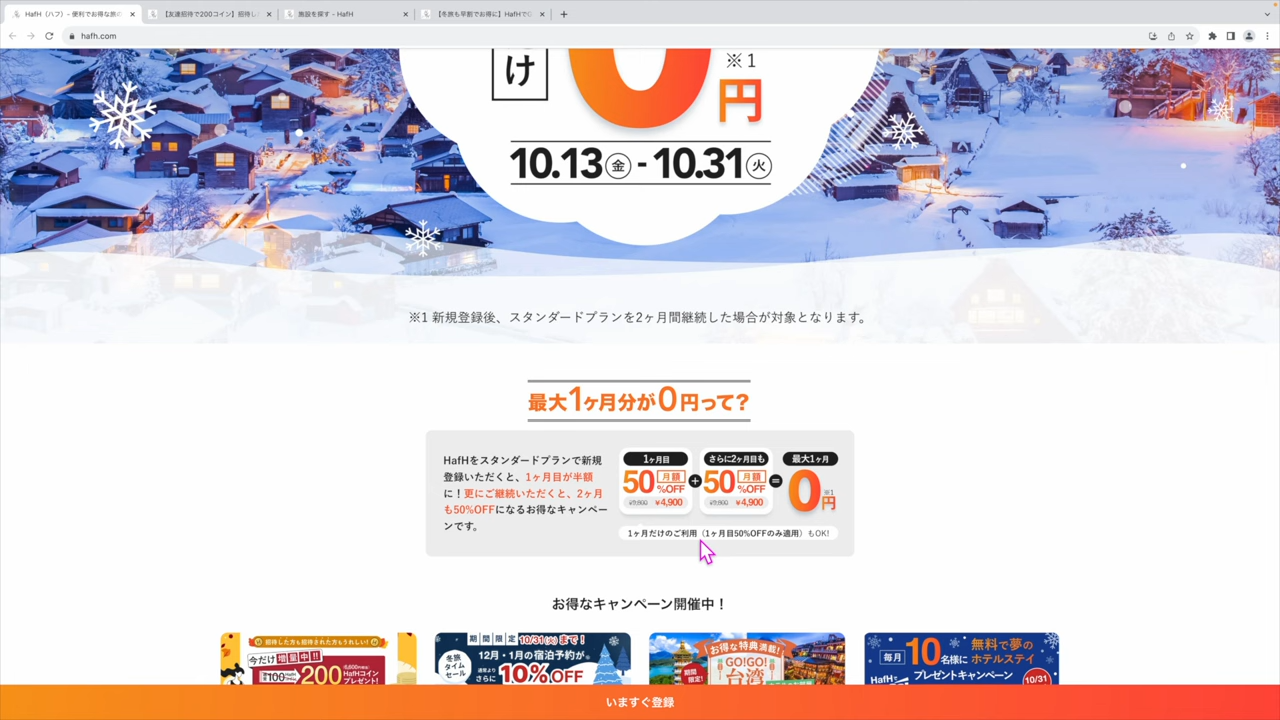 HafH（ハフ）- 便利でお得な旅の
【友達招待で200コイン】招待し
施設を探す - HafH
【冬旅も早割でお得に】HafHで
hafh.com
け
0
※1
円
10.13 金 - 10.31 火
※1 新規登録後、スタンダードプランを2ヶ月間継続した場合が対象となります。
最大1ヶ月分が0円って?
HafHをスタンダードプランで新規
登録いただくと、1ヶ月目が半額
に！更にご継続いただくと、2ヶ月
も50%OFFになるお得なキャンペー
ンです。
1ヶ月目
50 月額 %OFF
¥9,800 ▶ ¥4,900
+
さらに2ヶ月目も
50 月額 %OFF
¥9,800 ▶ ¥4,900
=
最大1ヶ月
0円 ※1
1ヶ月だけのご利用（1ヶ月目50%OFFのみ適用）もOK!
お得なキャンペーン開催中！
招待した方も招待された方もうれしい!
今だけ増量中!!
200 HafHコイン
プレゼント!
期間限定 10/31(火)まで！
冬旅
タイム
セール
12月・1月の宿泊予約が
通常より
さらに
10%OFF
お得な特典満載!
期間
限定!
GO!GO!
台湾
毎月
10名様に
無料で夢の
ホテルステイ
プレゼントキャンペーン
HafHを
10/31
いますぐ登録